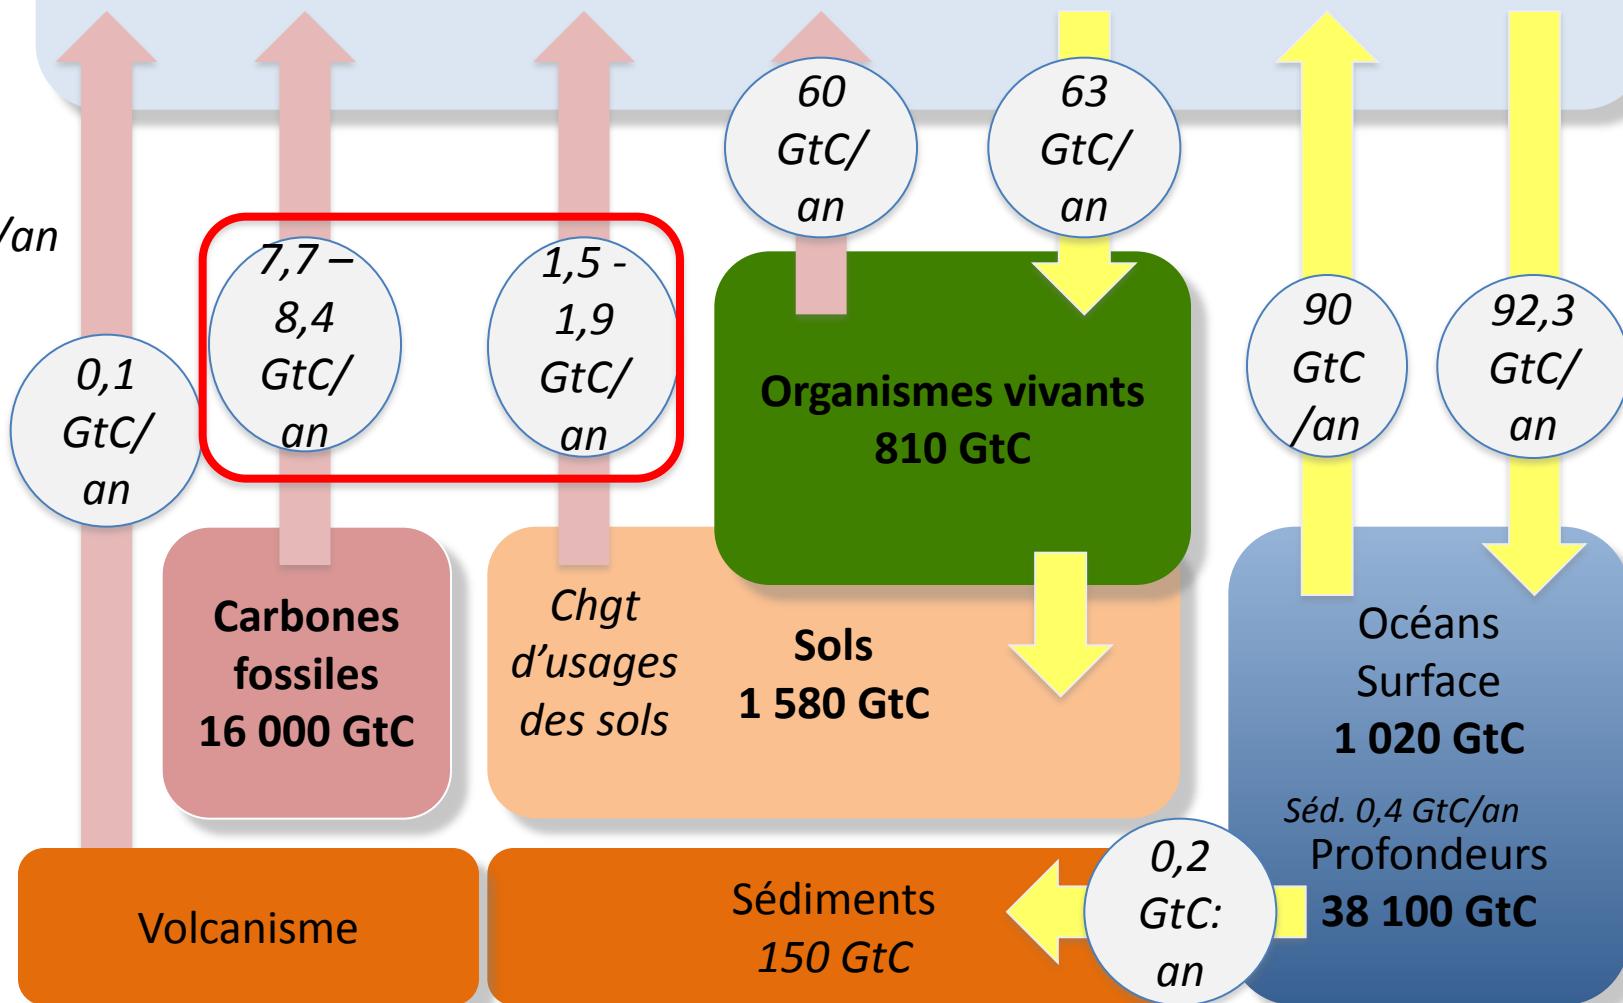 60
GtC/
an
63
GtC/
an
/an
7,7 –
8,4
GtC/
an
1,5 -
1,9
GtC/
an
0,1
GtC/
an
90
GtC
/an
92,3
GtC/
an
Organismes vivants
810 GtC
Carbones
fossiles
16 000 GtC
Chgt
d’usages
des sols
Sols
1 580 GtC
Océans
Surface
1 020 GtC
Séd. 0,4 GtC/an
Profondeurs
38 100 GtC
0,2
GtC:
an
Volcanisme
Sédiments
150 GtC